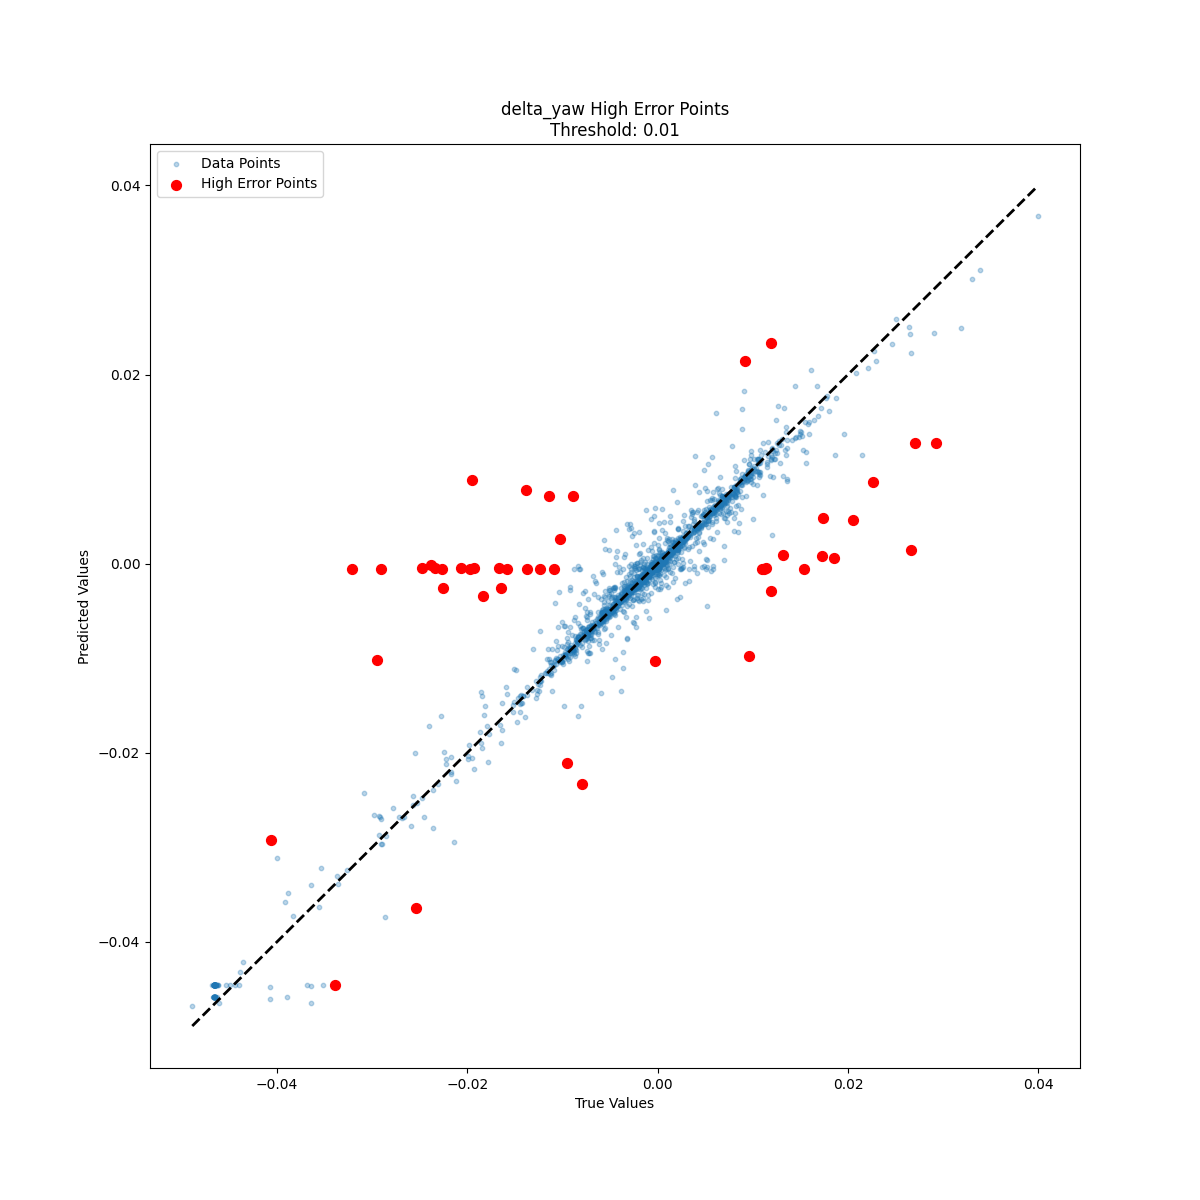 delta_yaw High Error Points
Threshold: 0.01
Data Points
High Error Points
0.04
0.02
0.00
−0.02
−0.04
Predicted Values
−0.04
−0.02
0.00
0.02
0.04
True Values